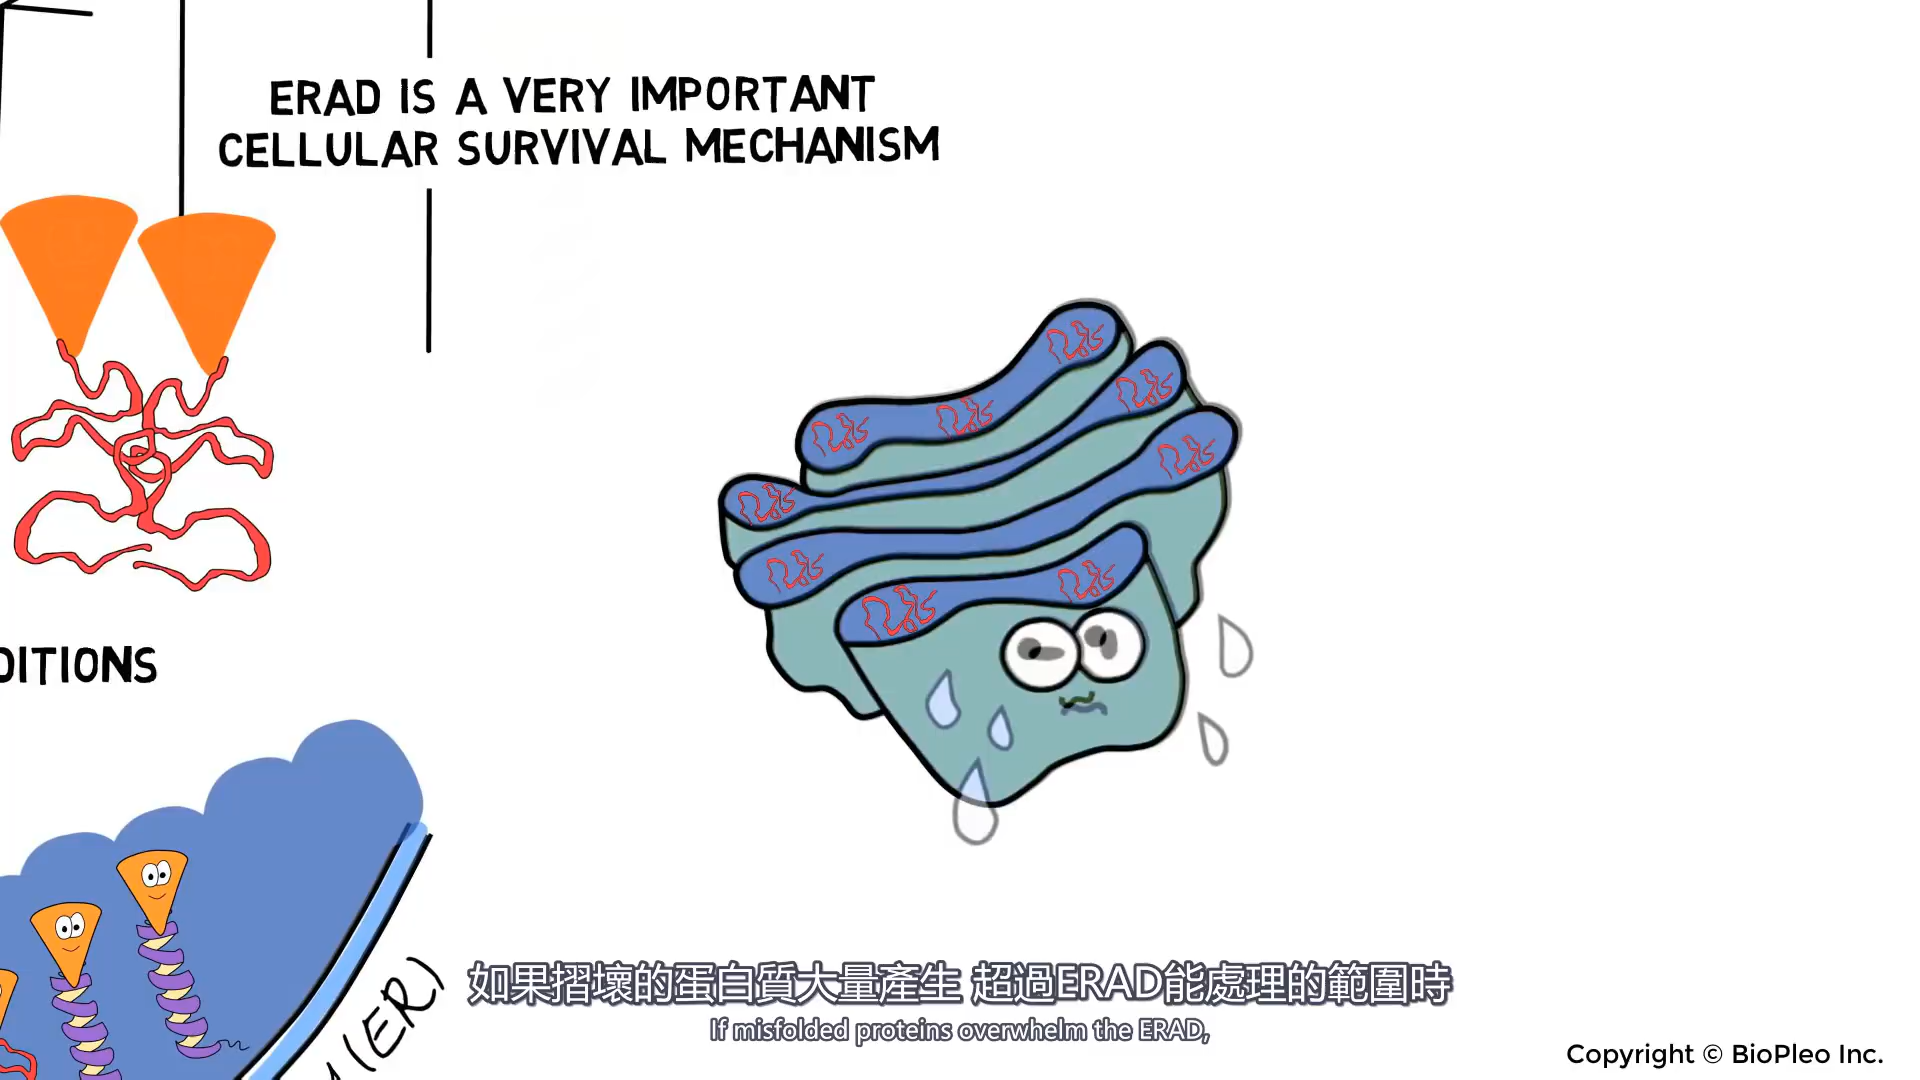 ERAD IS A VERY IMPORTANT
CELLULAR SURVIVAL MECHANISM
DITIONS
(ER)
如果摺壞的蛋白質大量產生 超過ERAD能處理的範圍時
If misfolded proteins overwhelm the ERAD,
Copyright © BioPleo Inc.